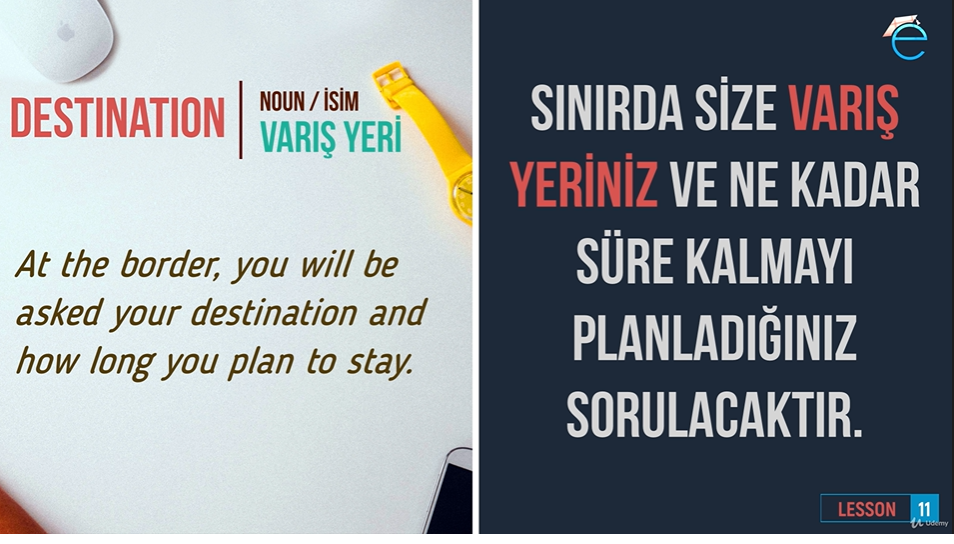 DESTINATION
NOUN / İSİM
VARIŞ YERİ
At the border, you will be
asked your destination and
how long you plan to stay.
SINIRDA SİZE VARIŞ
YERİNİZ VE NE KADAR
SÜRE KALMAYI
PLANLADIĞINIZ
SORULACAKTIR.
LESSON 11
Udemy